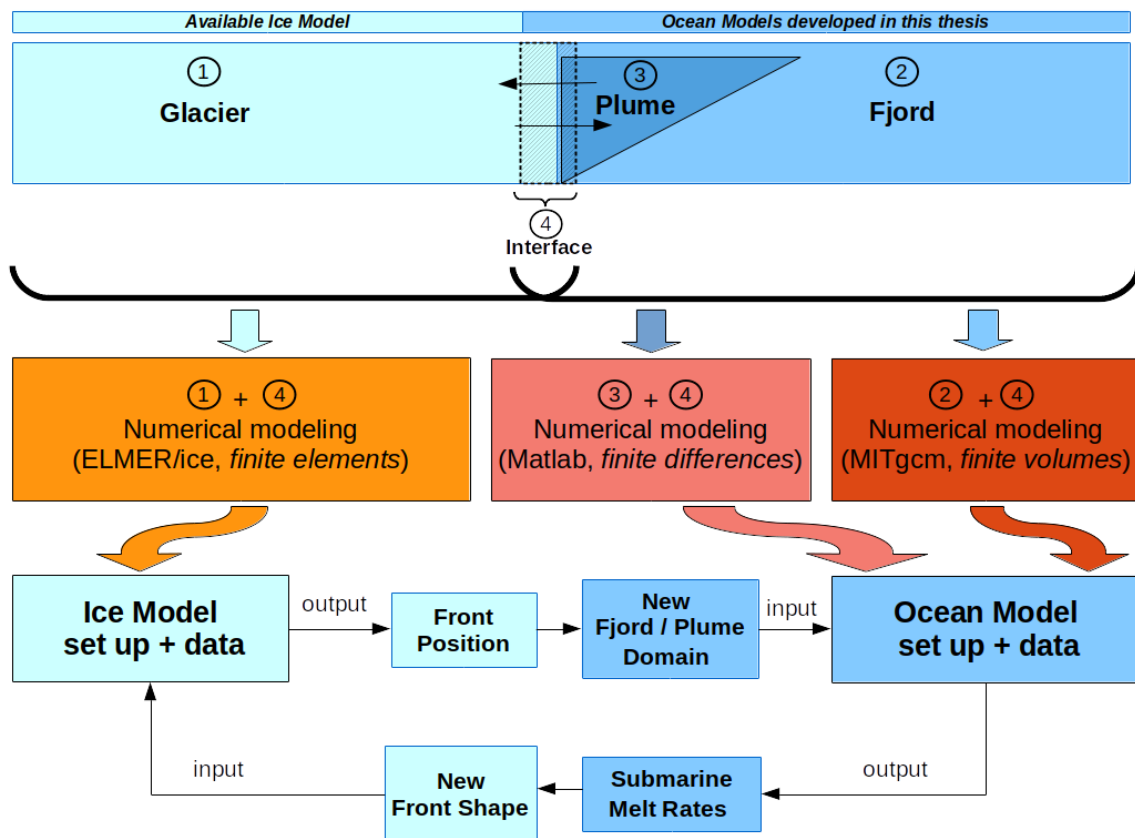 Available Ice Model
Ocean Models developed in this thesis
1
Glacier
3
Plume
2
Fjord
4
Interface
1 + 4
Numerical modeling
(ELMER/ice, finite elements)
3 + 4
Numerical modeling
(Matlab, finite differences)
2 + 4
Numerical modeling
(MITgcm, finite volumes)
Ice Model
set up + data
output
Front
Position
New
Fjord / Plume
Domain
input
Ocean Model
set up + data
input
New
Front Shape
Submarine
Melt Rates
output